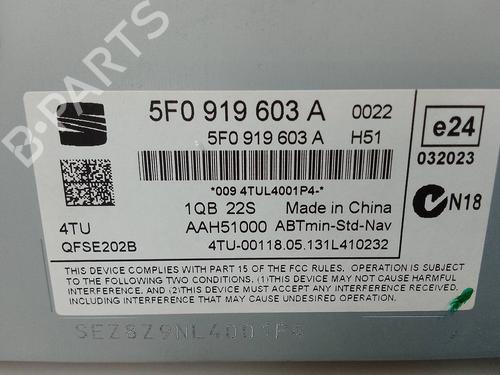 B-PARTS
5F0 919 603 A 0022
5F0 919 603 A H51
e24
032023
*009 4TUL4001P4-*
N18
1QB 22S Made in China
4TU AAH51000 ABTmin-Std-Nav
QFSE202B 4TU-00118.05.131L410232
THIS DEVICE COMPLIES WITH PART 15 OF THE FCC RULES. OPERATION IS SUBJECT
TO THE FOLLOWING TWO CONDITIONS. (1)THIS DEVICE MAY NOT CAUSE HARMFUL
INTERFERENCE. AND (2)THIS DEVICE MUST ACCEPT ANY INTERFERENCE RECEIVED.
INCLUDING INTERFERENCE THAT MAY CAUSE UNDESIRED OPERATION.
SEZ8Z9NL4001P4